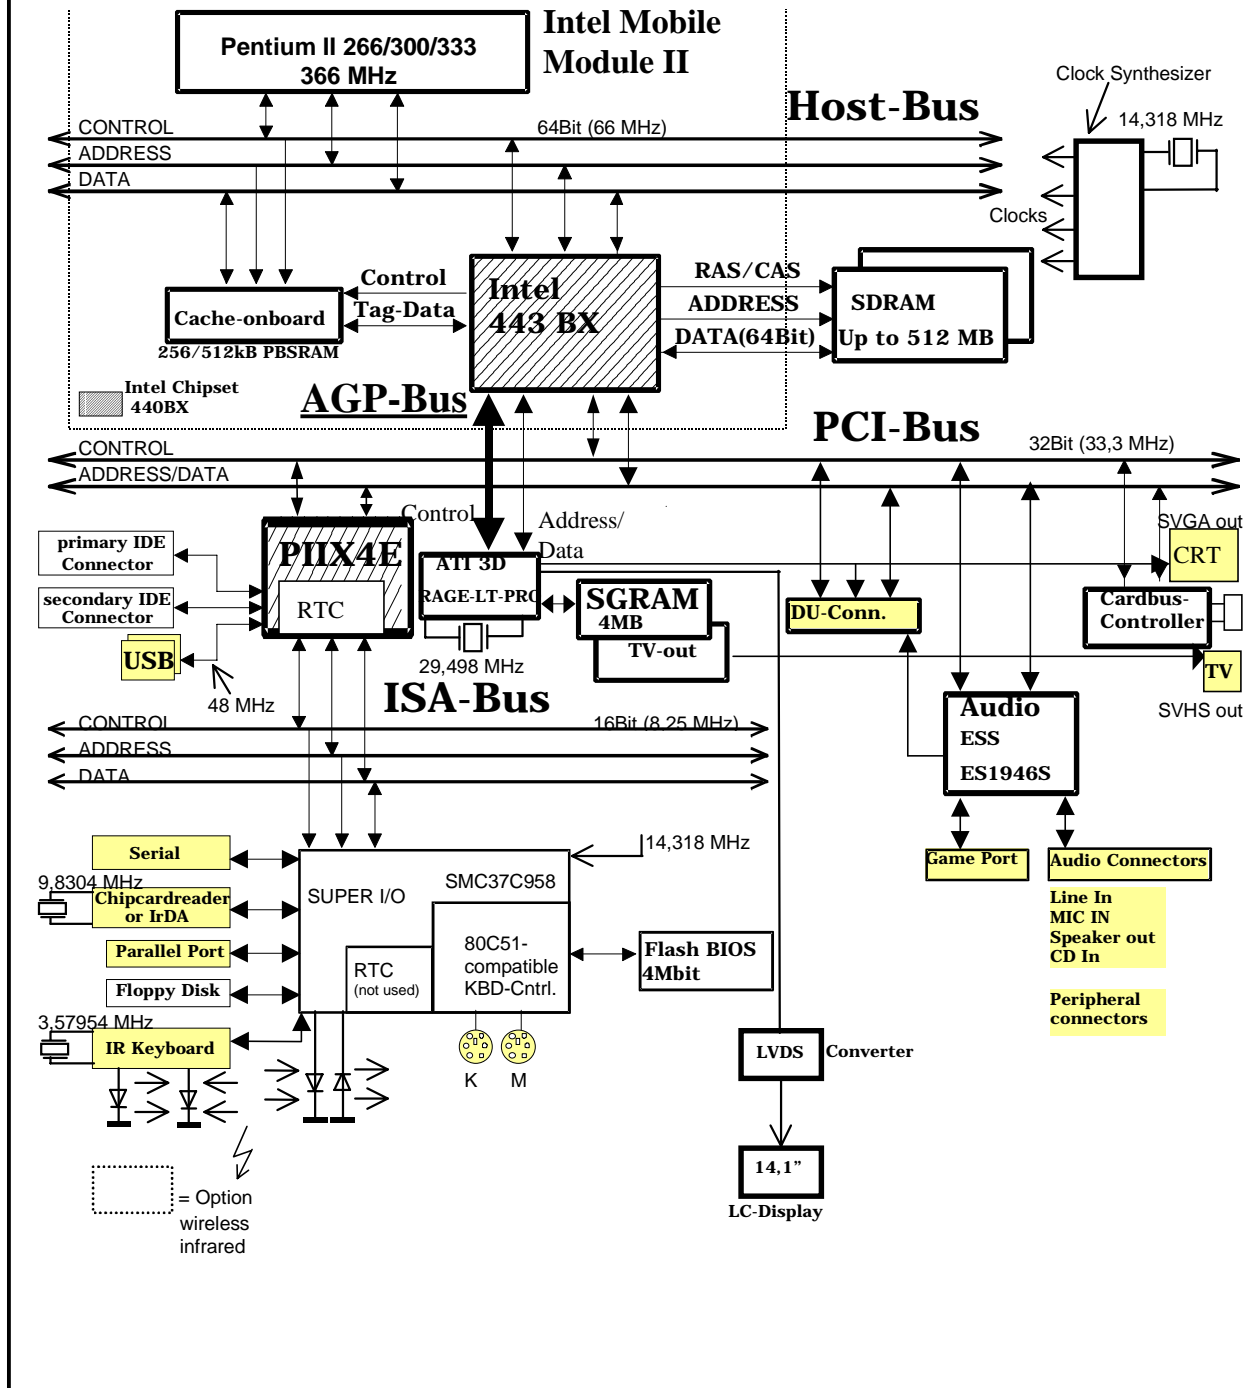 Intel Mobile
Module II
Pentium II 266/300/333
366 MHz
Clock Synthesizer
Host-Bus
14,318 MHz
CONTROL
64Bit (66 MHz)
ADDRESS
DATA
Clocks
Control
Tag-Data
Cache-onboard
256/512kB PBSRAM
Intel
443 BX
RAS/CAS
ADDRESS
DATA(64Bit)
SDRAM
Up to 512 MB
Intel Chipset
440BX
AGP-Bus
PCI-Bus
CONTROL
32Bit (33,3 MHz)
ADDRESS/DATA
Control
Address/
Data
SVGA out
CRT
primary IDE
Connector
secondary IDE
Connector
USB
48 MHz
PIIX4E
RTC
ATI 3D
RAGE-LT-PRO
29,498 MHz
SGRAM
4MB
TV-out
DU-Conn.
Cardbus-
Controller
TV
SVHS out
ISA-Bus
CONTROL
16Bit (8,25 MHz)
ADDRESS
DATA
Audio
ESS
ES1946S
Game Port
Audio Connectors
Line In
MIC IN
Speaker out
CD In
Peripheral
connectors
14,318 MHz
Serial
9,8304 MHz
Chipcardreader
or IrDA
Parallel Port
Floppy Disk
3,57954 MHz
IR Keyboard
SUPER I/O
SMC37C958
RTC
(not used)
80C51-
compatible
KBD-Cntrl.
Flash BIOS
4Mbit
K
M
LVDS
Converter
14,1”
LC-Display
= Option
wireless
infrared